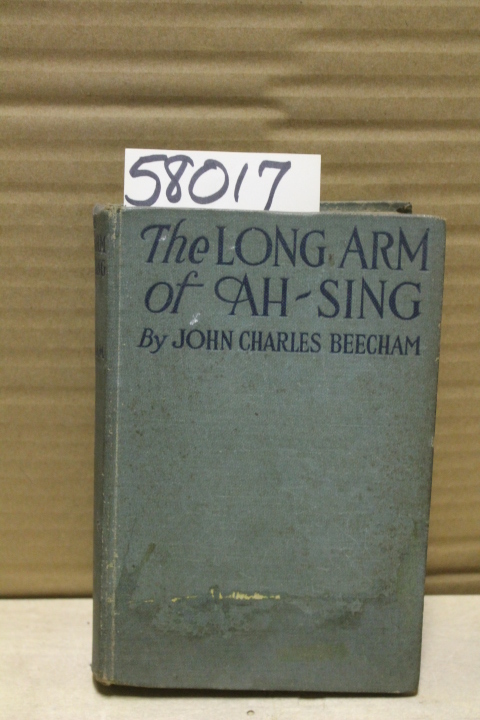 58017
The LONG ARM
of AH-SING
By JOHN CHARLES BEECHAM